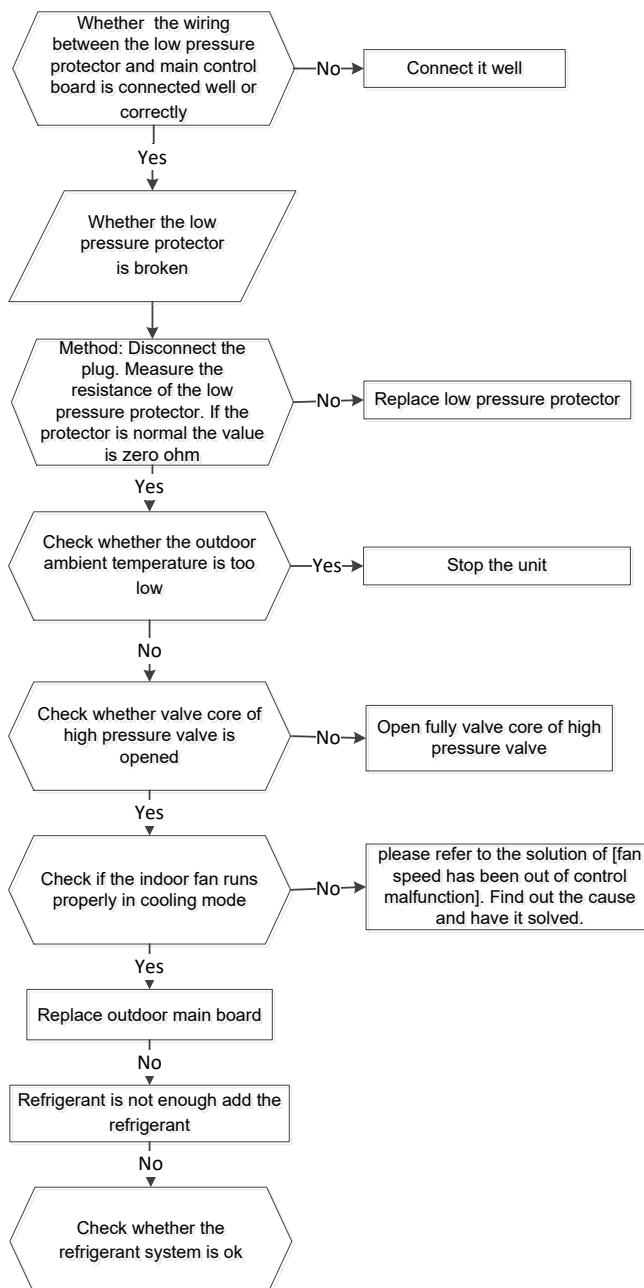 Whether the wiring
between the low pressure
protector and main control
board is connected well or
correctly
No
Connect it well
Yes
Whether the low
pressure protector
is broken
Method: Disconnect the
plug. Measure the
resistance of the low
pressure protector. If the
protector is normal the value
is zero ohm
No
Replace low pressure protector
Yes
Check whether the outdoor
ambient temperature is too
low
Yes
Stop the unit
No
Check whether valve core of
high pressure valve is
opened
No
Open fully valve core of high
pressure valve
Yes
Check if the indoor fan runs
properly in cooling mode
No
please refer to the solution of [fan
speed has been out of control
malfunction]. Find out the cause
and have it solved.
Yes
Replace outdoor main board
No
Refrigerant is not enough add the
refrigerant
No
Check whether the
refrigerant system is ok